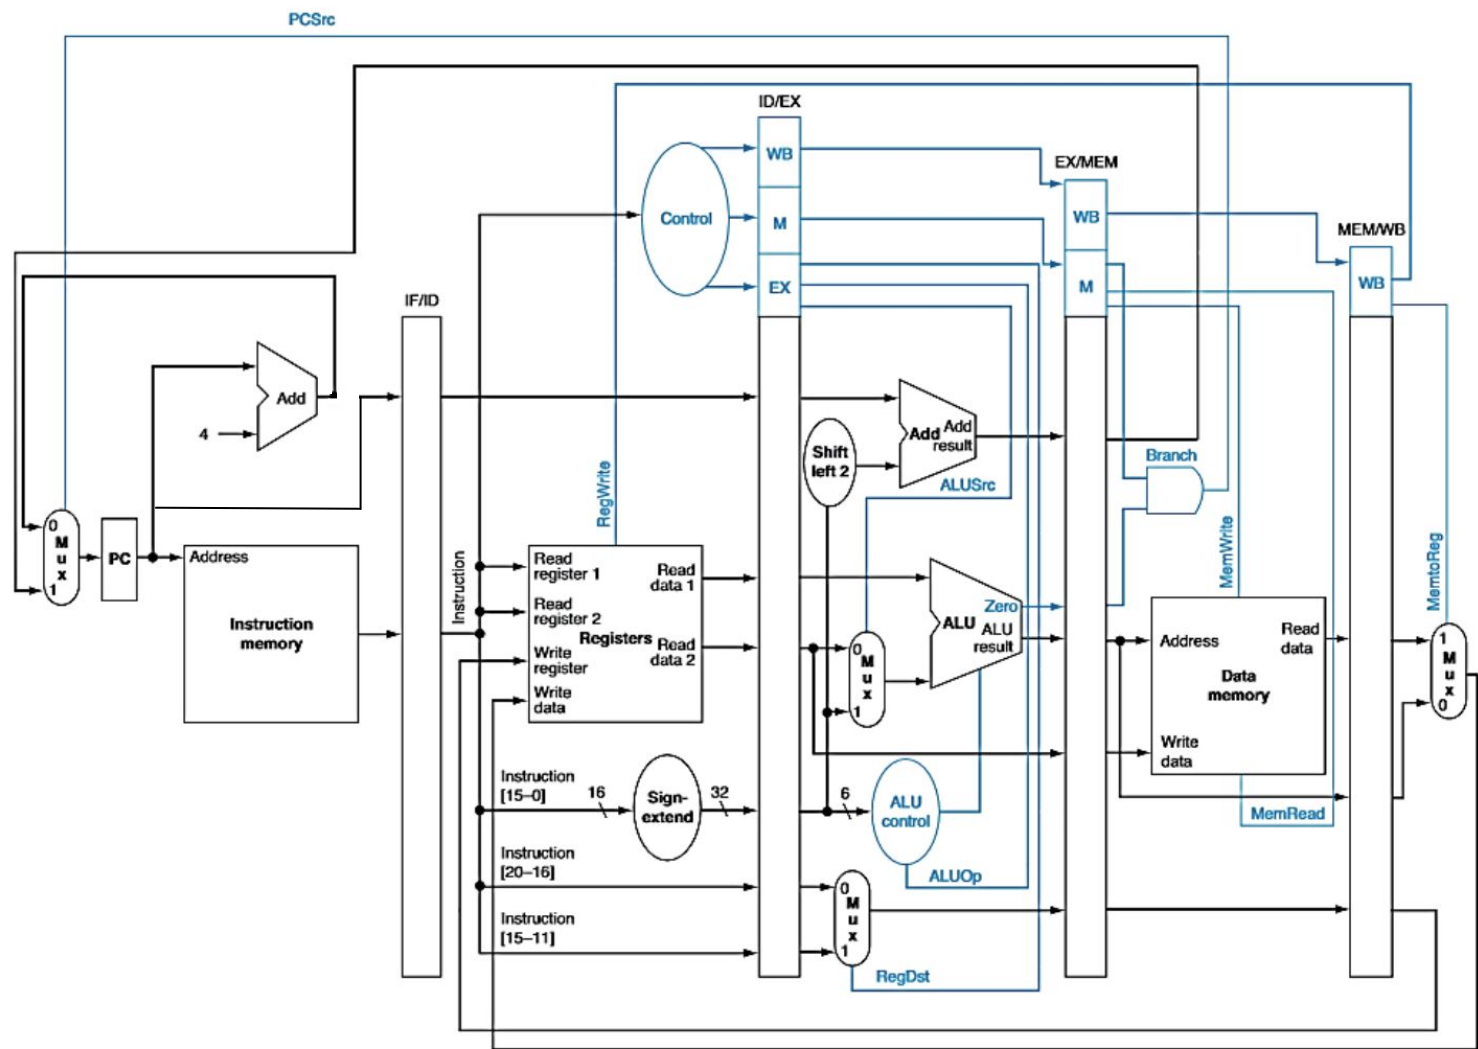 PCSrc
ID/EX
WB
EX/MEM
Control
M
WB
MEM/WB
EX
M
WB
IF/ID
Add
4
Shift
left 2
Add
Add
result
Branch
ALUSrc
RegWrite
MemWrite
MemtoReg
0
M
u
x
1
PC
Address
Instruction
memory
Instruction
Read
register 1
Read
register 2
Write
register
Write
data
Registers
Read
data 1
Read
data 2
0
M
u
x
1
Zero
ALU
ALU
result
Address
Read
data
Data
memory
Write
data
1
M
u
x
0
Instruction
[15–0]
16
Sign-
extend
32
6
ALU
control
MemRead
Instruction
[20–16]
ALUOp
0
M
u
x
1
Instruction
[15–11]
RegDst